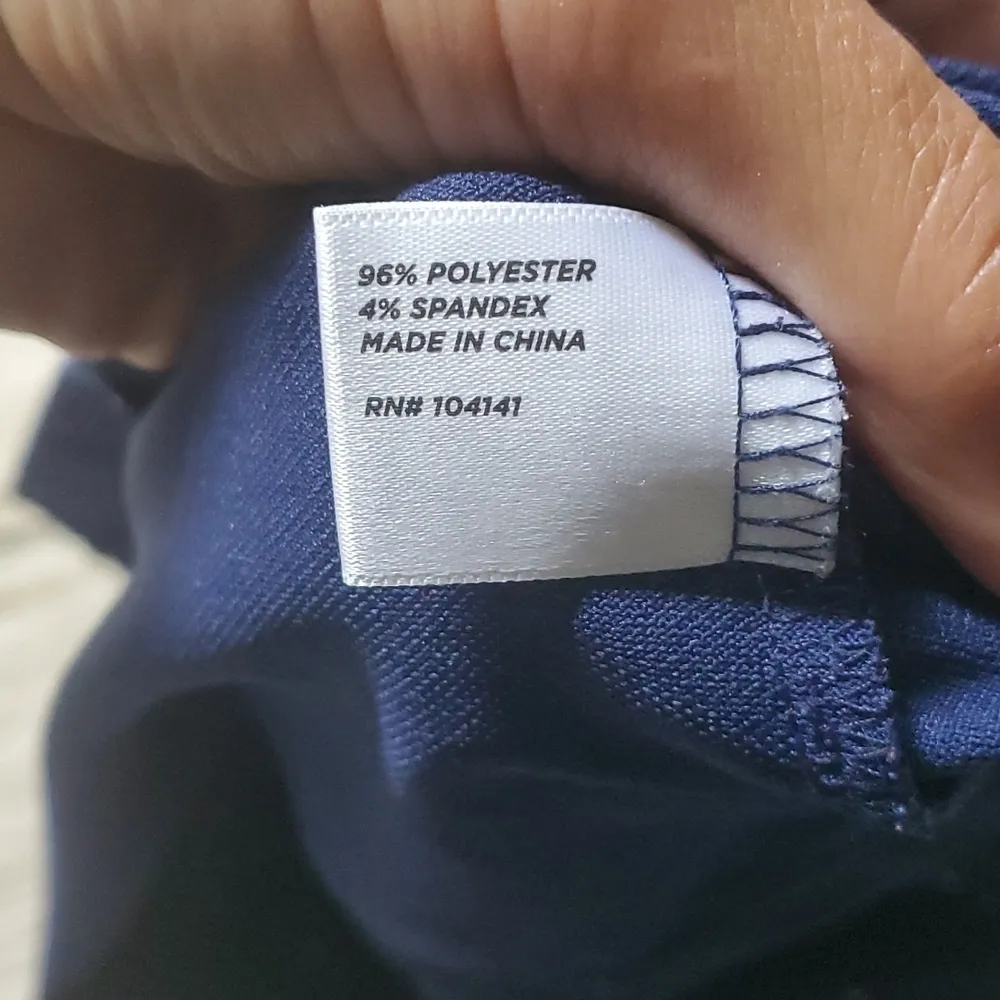 96% POLYESTER
4% SPANDEX
MADE IN CHINA
RN# 104141